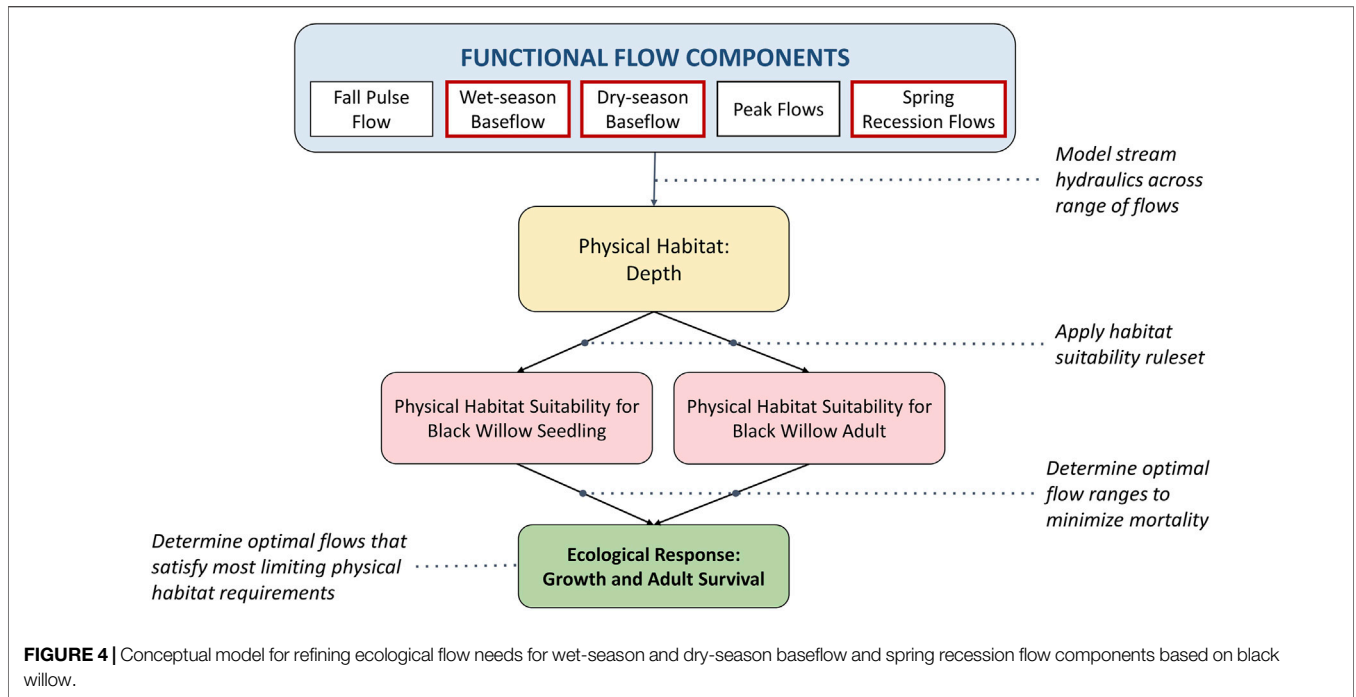 FUNCTIONAL FLOW COMPONENTS
Fall Pulse
Flow
Wet-season
Baseflow
Dry-season
Baseflow
Peak Flows
Spring
Recession Flows
Model stream
hydraulics across
range of flows
Physical Habitat:
Depth
Apply habitat
suitability ruleset
Physical Habitat Suitability for
Black Willow Seedling
Physical Habitat Suitability for
Black Willow Adult
Determine optimal
flow ranges to
minimize mortality
Determine optimal flows that
satisfy most limiting physical
habitat requirements
Ecological Response:
Growth and Adult Survival
FIGURE 4 | Conceptual model for refining ecological flow needs for wet-season and dry-season baseflow and spring recession flow components based on black
willow.